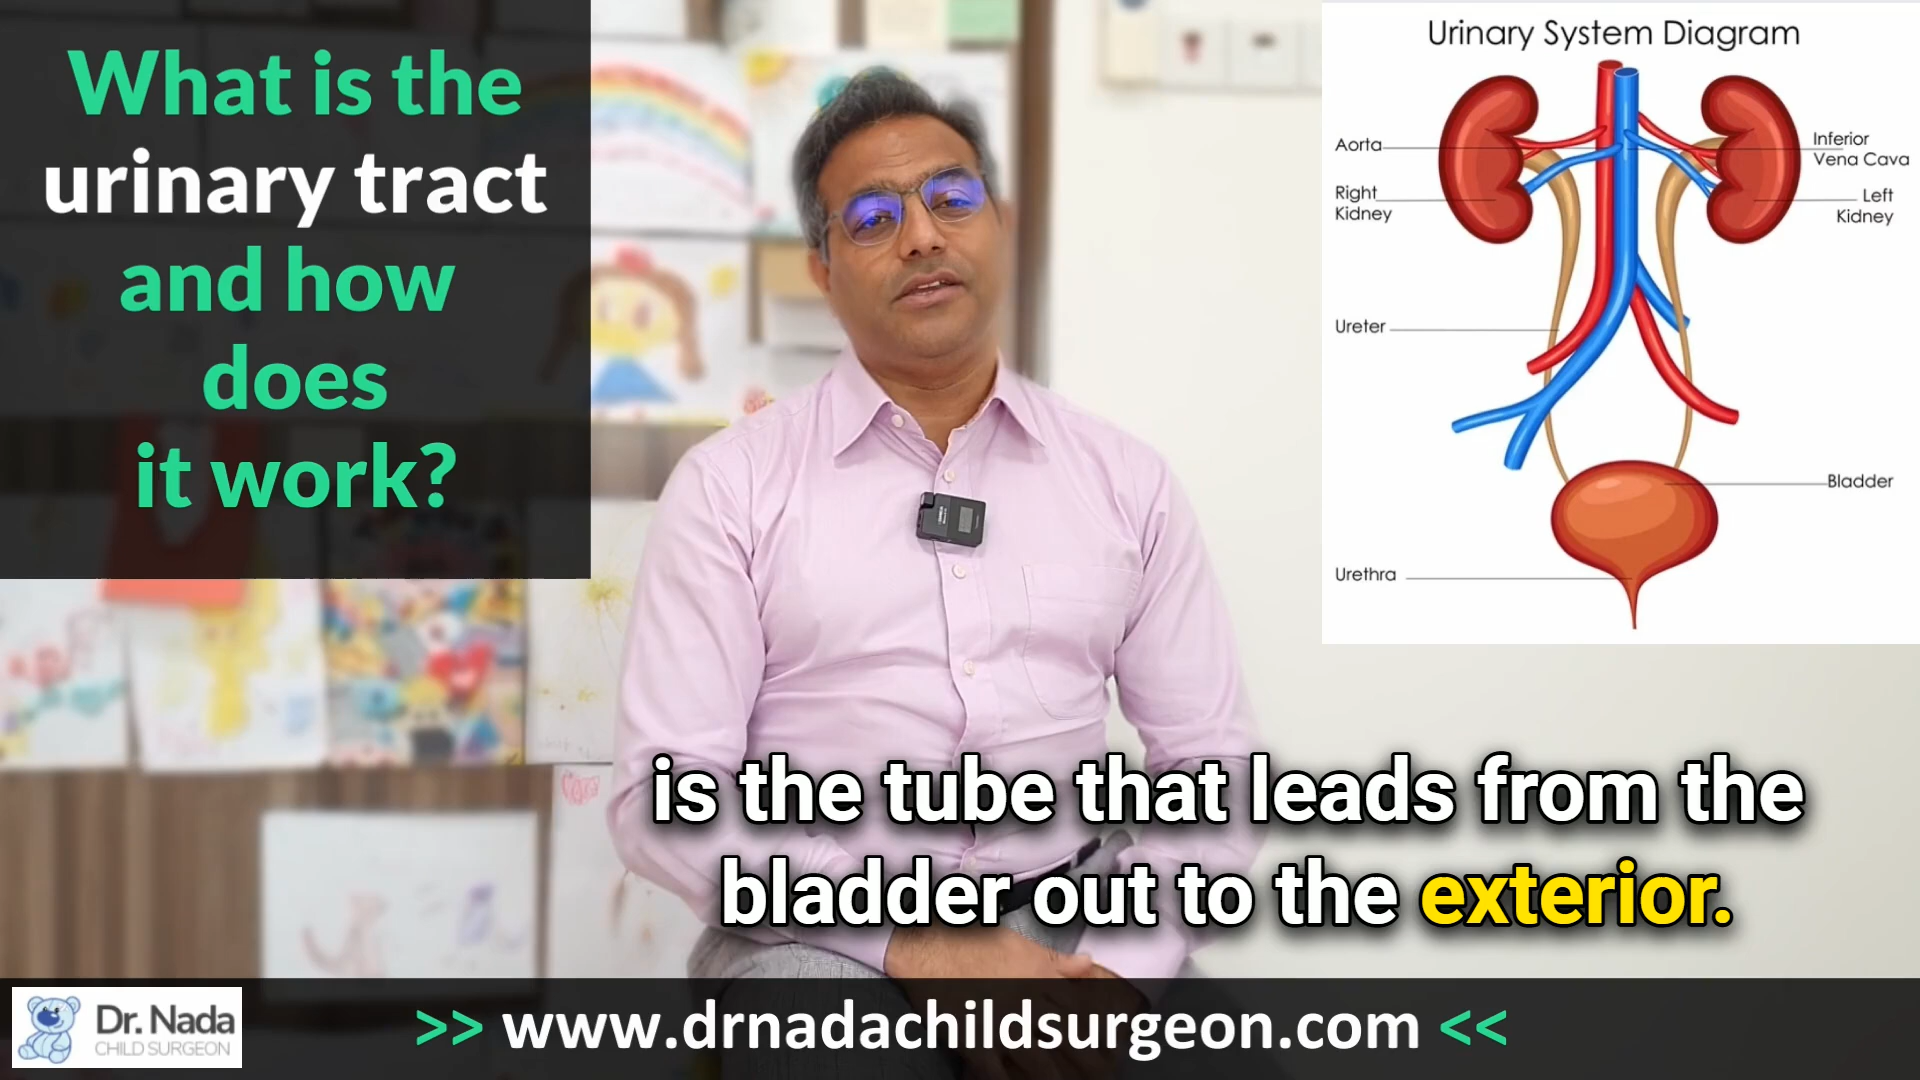 What is the
urinary tract
and how
does
it work?
Urinary System Diagram
Aorta
Right
Kidney
Ureter
Urethra
Inferior
Vena Cava
Left
Kidney
Bladder
is the tube that leads from the
bladder out to the exterior.
Dr. Nada
CHILD SURGEON
>> www.drnadachildsurgeon.com <<